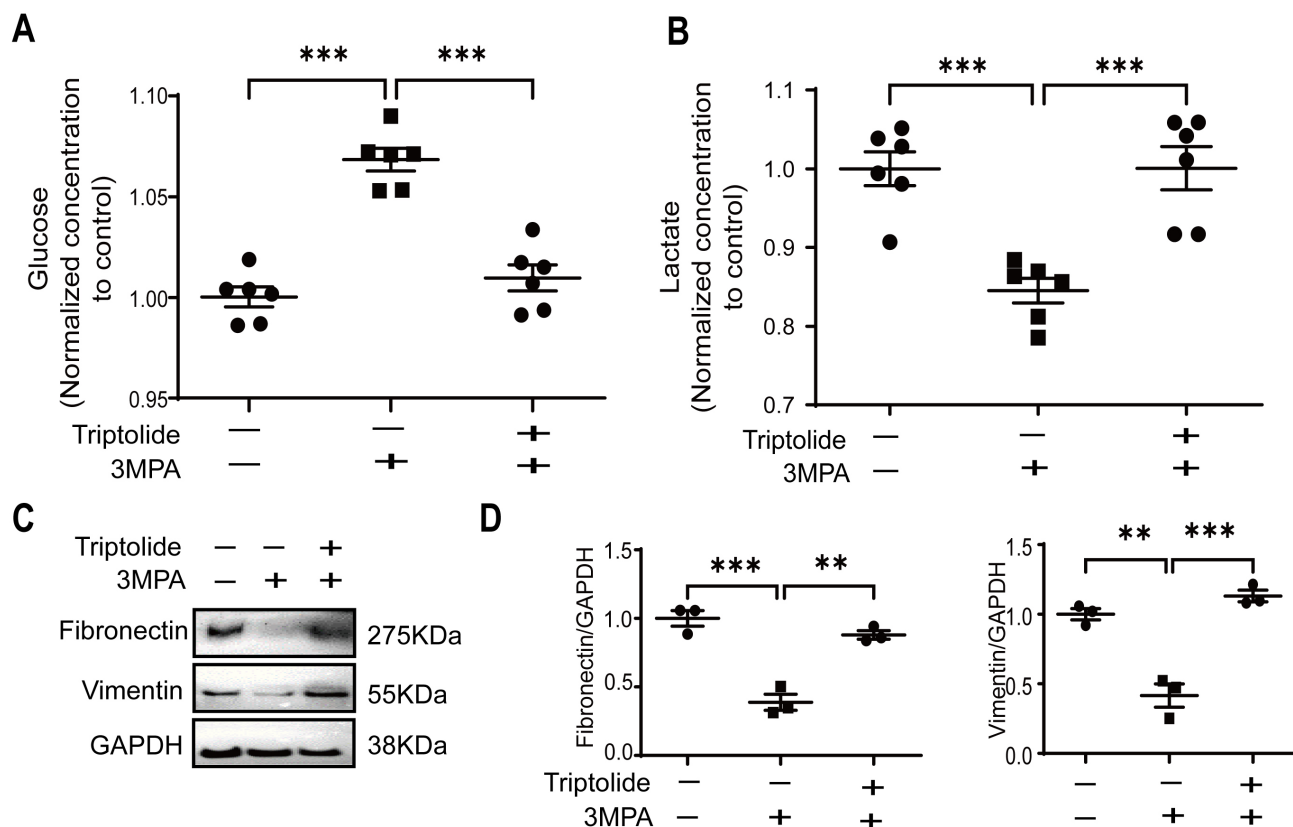 A
*** ***
Glucose
(Normalized concentration
to control)
1.10
1.05
1.00
0.95
Triptolide — — +
3MPA — + +
B
*** ***
Lactate
(Normalized concentration
to control)
1.1
1.0
0.9
0.8
0.7
Triptolide — — +
3MPA — + +
C
Triptolide — — +
3MPA — + +
Fibronectin 275KDa
Vimentin 55KDa
GAPDH 38KDa
D
*** **
Fibronectin/GAPDH
1.5
1.0
0.5
0.0
Triptolide — — +
3MPA — + +
** ***
Vimentin/GAPDH
1.5
1.0
0.5
0.0
— — +
— + +